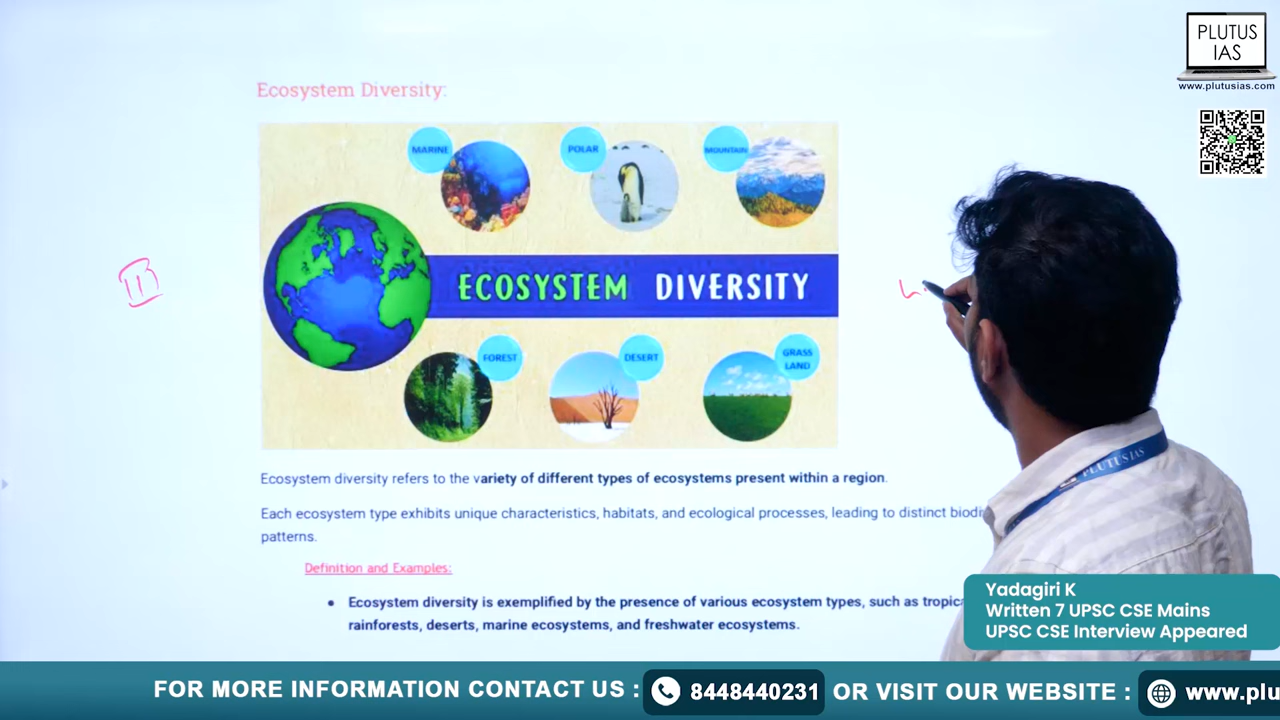 PLUTUS
IAS
www.plutusias.com
Ecosystem Diversity:
MARINE
POLAR
MOUNTAIN
ECOSYSTEM DIVERSITY
FOREST
DESERT
GRASS
LAND
Ecosystem diversity refers to the variety of different types of ecosystems present within a region.
Each ecosystem type exhibits unique characteristics, habitats, and ecological processes, leading to distinct
patterns.
Definition and Examples:
• Ecosystem diversity is exemplified by the presence of various ecosystem types, such as
rainforests, deserts, marine ecosystems, and freshwater ecosystems.
PLUTUS IAS
Yadagiri K
Written 7 UPSC CSE Mains
UPSC CSE Interview Appeared
FOR MORE INFORMATION CONTACT US : 8448440231 OR VISIT OUR WEBSITE : www.plu